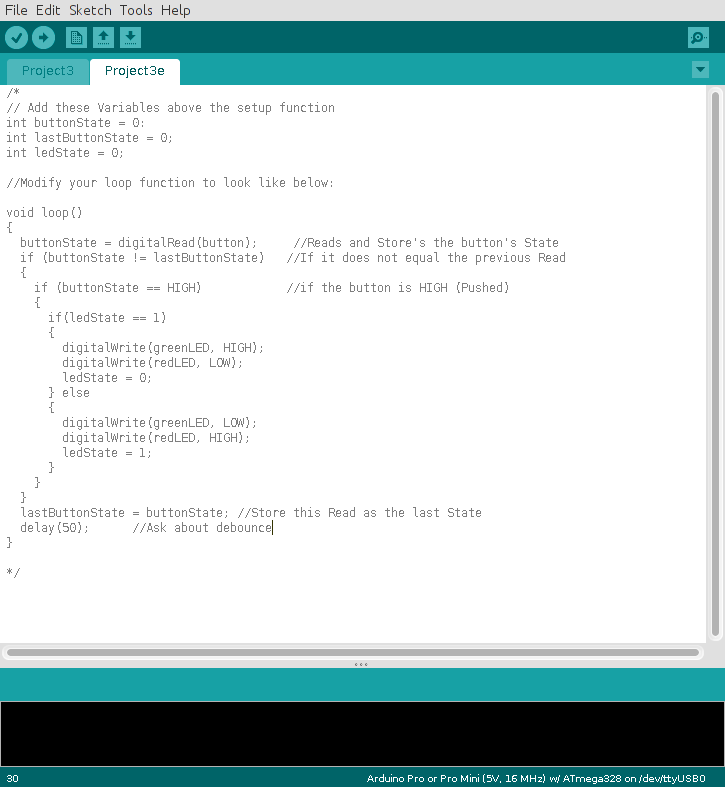 File Edit Sketch Tools Help
Project3 Project3e
/*
// Add these Variables above the setup function
int buttonState = 0:
int lastButtonState = 0;
int ledState = 0;
//Modify your loop function to look like below:
void loop()
{
buttonState = digitalRead(button); //Reads and Store's the button's State
if (buttonState != lastButtonState) //If it does not equal the previous Read
{
if (buttonState == HIGH) //if the button is HIGH (Pushed)
{
if(ledState == 1)
{
digitalWrite(greenLED, HIGH);
digitalWrite(redLED, LOW);
ledState = 0;
} else
{
digitalWrite(greenLED, LOW);
digitalWrite(redLED, HIGH);
ledState = 1;
}
}
}
lastButtonState = buttonState; //Store this Read as the last State
delay(50); //Ask about debounce
}
*/
30 Arduino Pro or Pro Mini (5V, 16 MHz) w/ ATmega328 on /dev/ttyUSB0